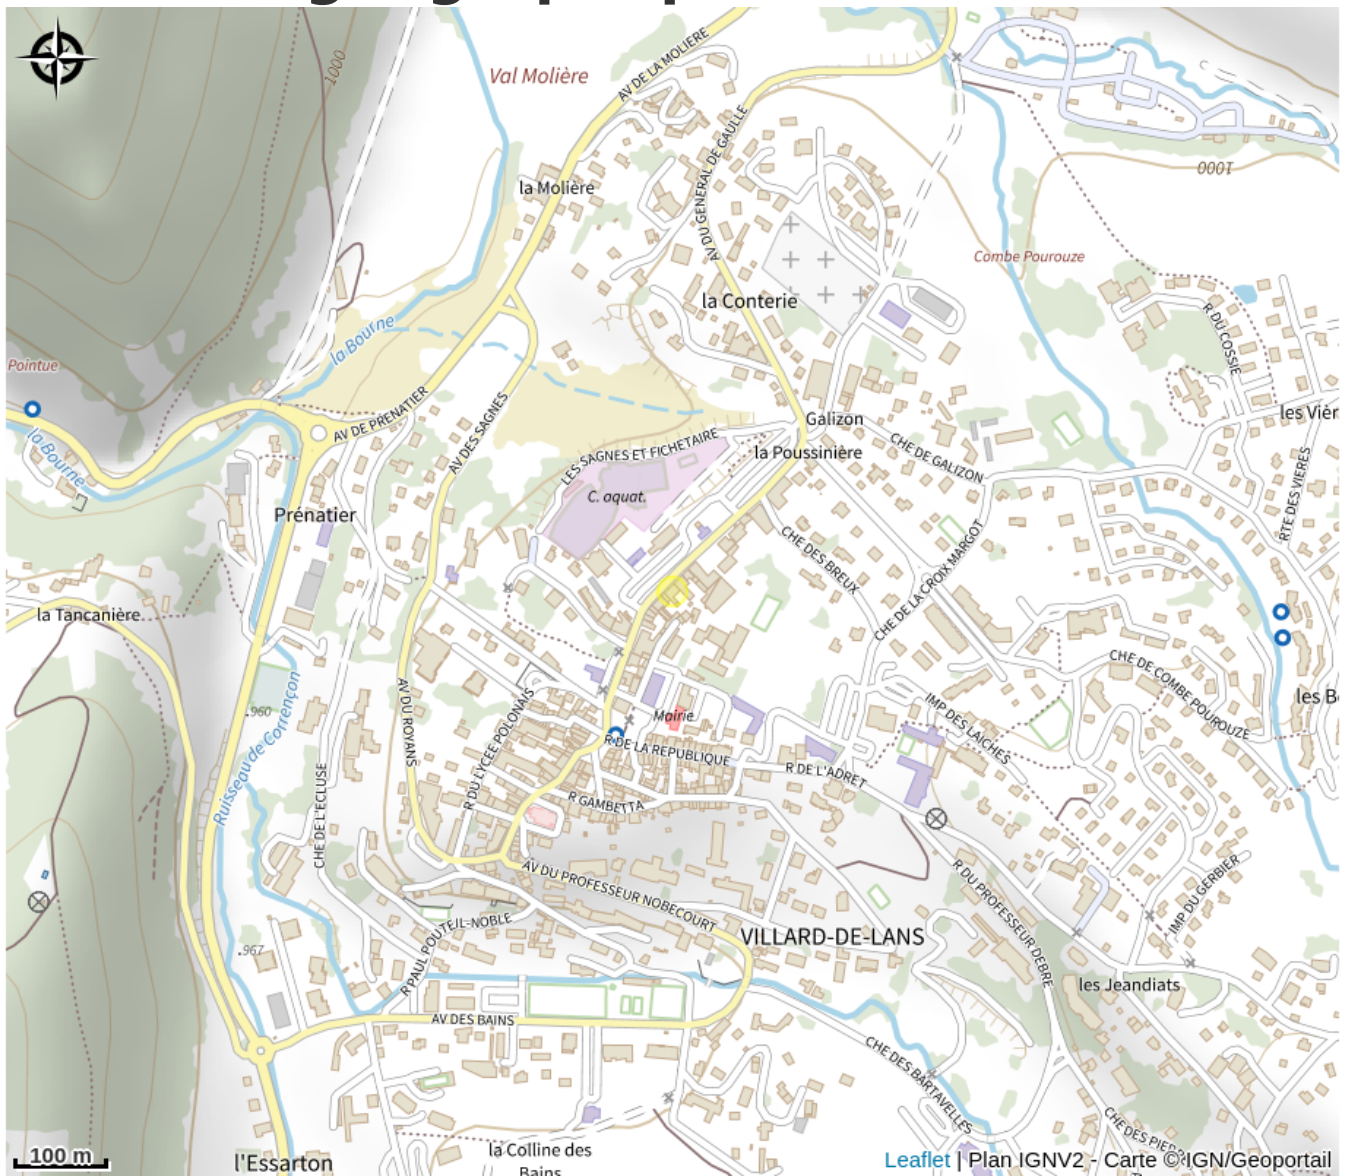 1000
Val Molière
AV DE LA MOLIERE
AV DU GENERAL DE GAULLE
la Molière
1000
Combe Pourouze
la Conterie
R DU COSSIE
la Bourne
Pointue
AV DE PRENATIER
AV DES SAGNES
Galizon
les Vièr
la Bourne
LES SAGNES ET FICHETAIRE
la Poussinière
CHE DE GALIZON
C. aquat.
RTE DES VIERES
Prénatier
CHE DES BREUX
CHE DE LA CROIX MARGOT
la Tancanière
CHE DE COMBE POUROUZE
les B
.960
AV DU ROYANS
R DU LYCEE POLONAIS
Mairie
IMP DES LAICHES
Ruisseau de Corrençon
R DE LA REPUBLIQUE
R DE L'ADRET
R GAMBETTA
CHE DE L'ECLUSE
AV DU PROFESSEUR NOBECOURT
R DU PROFESSEUR DEBRE
IMP DU GERBIER
R PAUL POUTEIL-NOBLE
VILLARD-DE-LANS
.967
les Jeandiats
AV DES BAINS
CHE DES BARTAVELLES
CHE DES PIER
100 m
l'Essarton
la Colline des
Bains
Leaflet | Plan IGNV2 - Carte © IGN/Geoportail